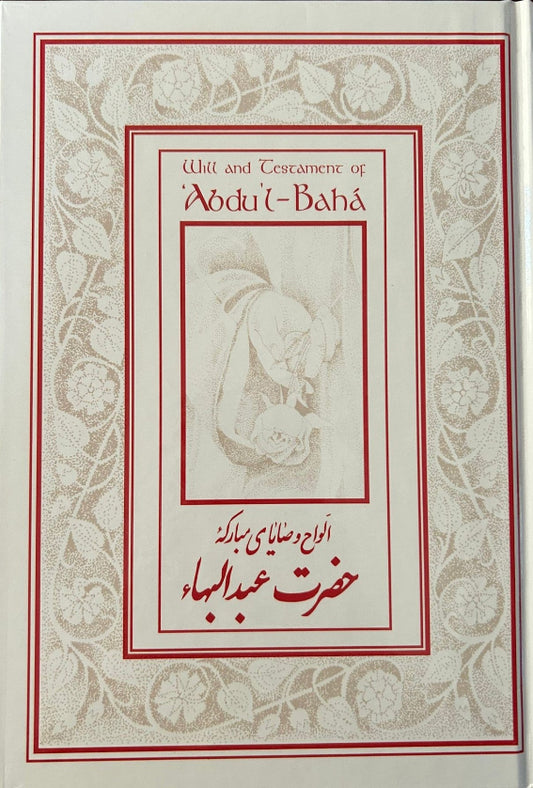 Will and Testament of
‘Abdu’l-Bahá
الواح وصایای مبارکهٔ
حضرت عبدالبهاء